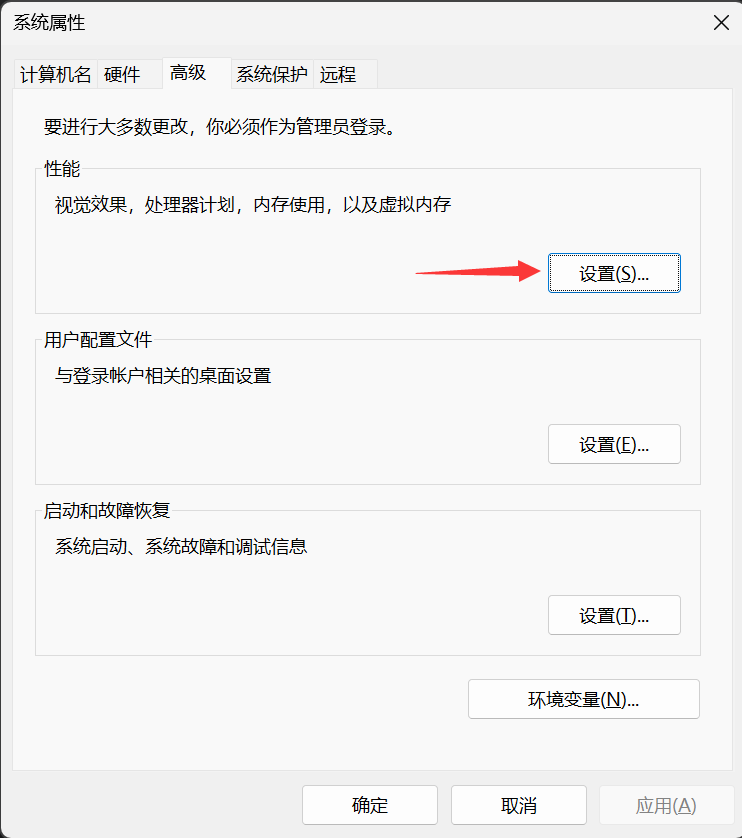 系统属性
计算机名
硬件
高级
系统保护
远程
要进行大多数更改，你必须作为管理员登录。
性能
视觉效果，处理器计划，内存使用，以及虚拟内存
设置(S)...
用户配置文件
与登录帐户相关的桌面设置
设置(E)...
启动和故障恢复
系统启动、系统故障和调试信息
设置(T)...
环境变量(N)...
确定
取消
应用(A)